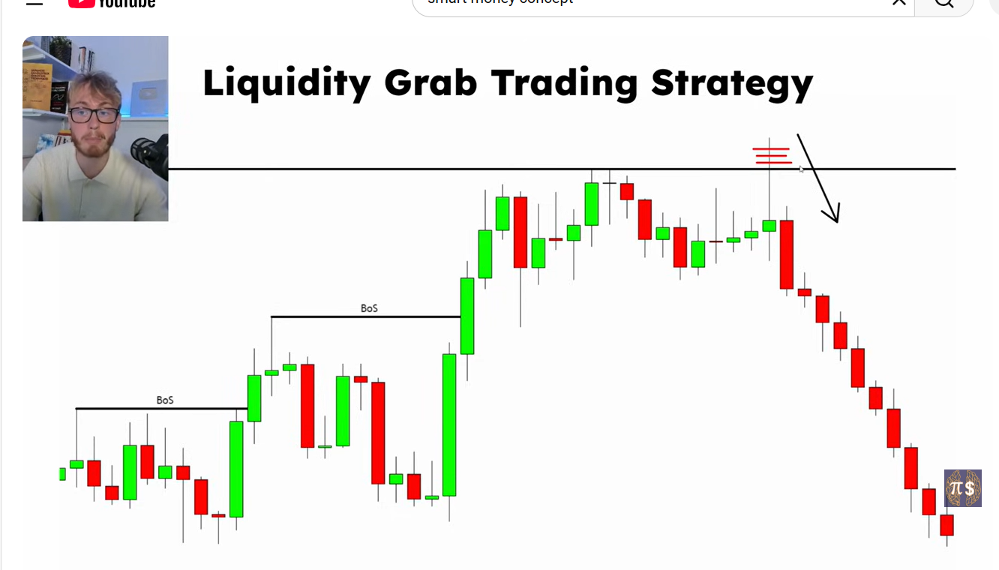 YouTube
smart money concept
Liquidity Grab Trading Strategy
BoS
BoS
π$